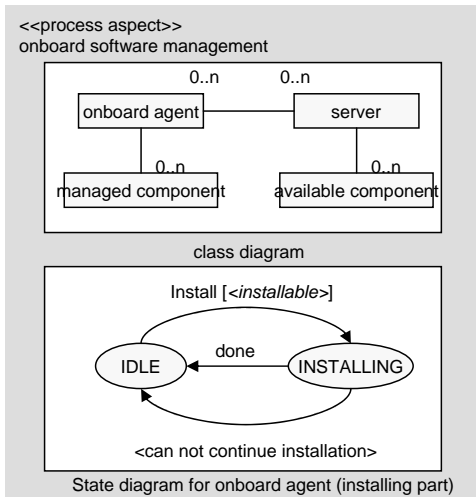 <<process aspect>>
onboard software management
0..n 0..n
onboard agent server
0..n 0..n
managed component available component
class diagram
Install [<installable>]
done
IDLE INSTALLING
<can not continue installation>
State diagram for onboard agent (installing part)